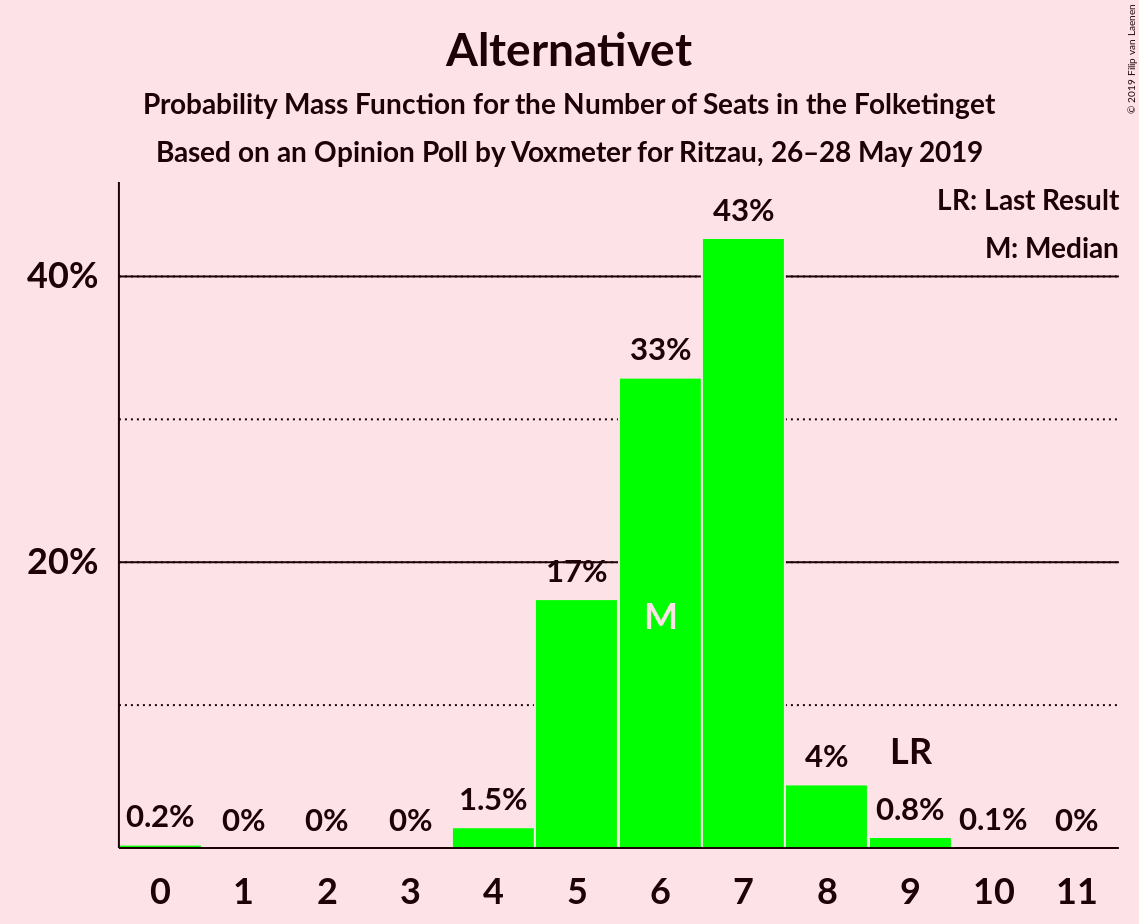 Alternativet
Probability Mass Function for the Number of Seats in the Folketinget
Based on an Opinion Poll by Voxmeter for Ritzau, 26–28 May 2019
© 2019 Filip van Laenen
LR: Last Result
M: Median
43%
40%
33%
20%
17%
M
LR
4%
1.5%
0.8%
0.2%
0%
0%
0%
0.1%
0%
0 1 2 3 4 5 6 7 8 9 10 11